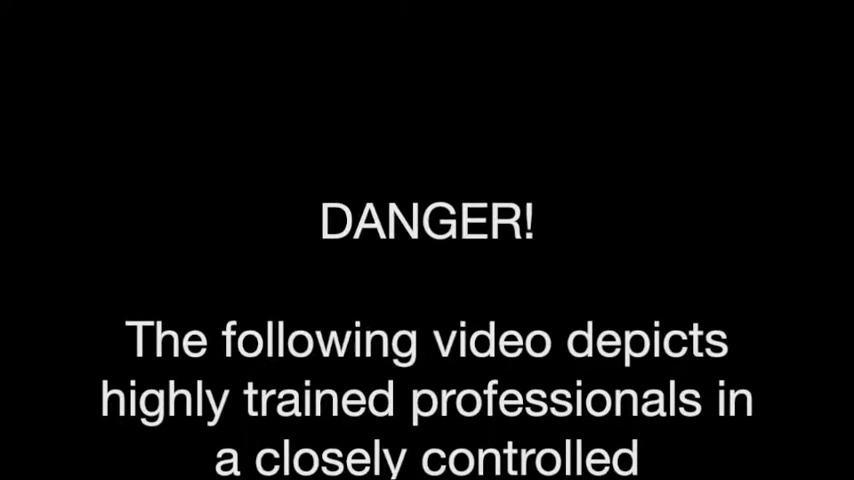 DANGER!
The following video depicts
highly trained professionals in
a closely controlled